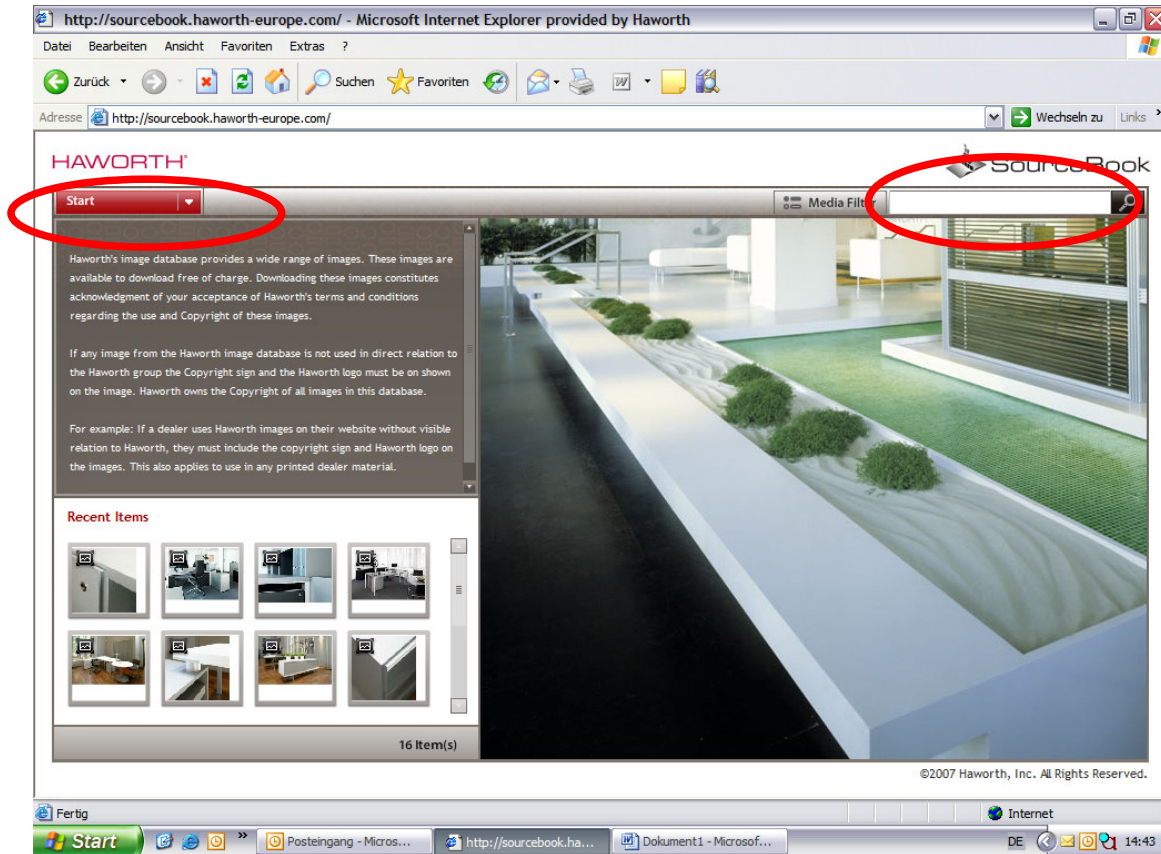 http://sourcebook.haworth-europe.com/ - Microsoft Internet Explorer provided by Haworth
Datei Bearbeiten Ansicht Favoriten Extras ?
Zurück Suchen Favoriten
Adresse http://sourcebook.haworth-europe.com/ Wechseln zu Links »
HAWORTH®
SourceBook
Start Media Filter
Haworth's image database provides a wide range of images. These images are
available to download free of charge. Downloading these images constitutes
acknowledgment of your acceptance of Haworth's terms and conditions
regarding the use and Copyright of these images.
If any image from the Haworth image database is not used in direct relation to
the Haworth group the Copyright sign and the Haworth logo must be on shown
on the image. Haworth owns the Copyright of all images in this database.
For example: If a dealer uses Haworth images on their website without visible
relation to Haworth, they must include the copyright sign and Haworth logo on
the images. This also applies to use in any printed dealer material.
Recent Items
16 Item(s)
©2007 Haworth, Inc. All Rights Reserved.
Fertig Internet
Start » Posteingang - Micros... http://sourcebook.ha... Dokument1 - Microsof... DE 14:43